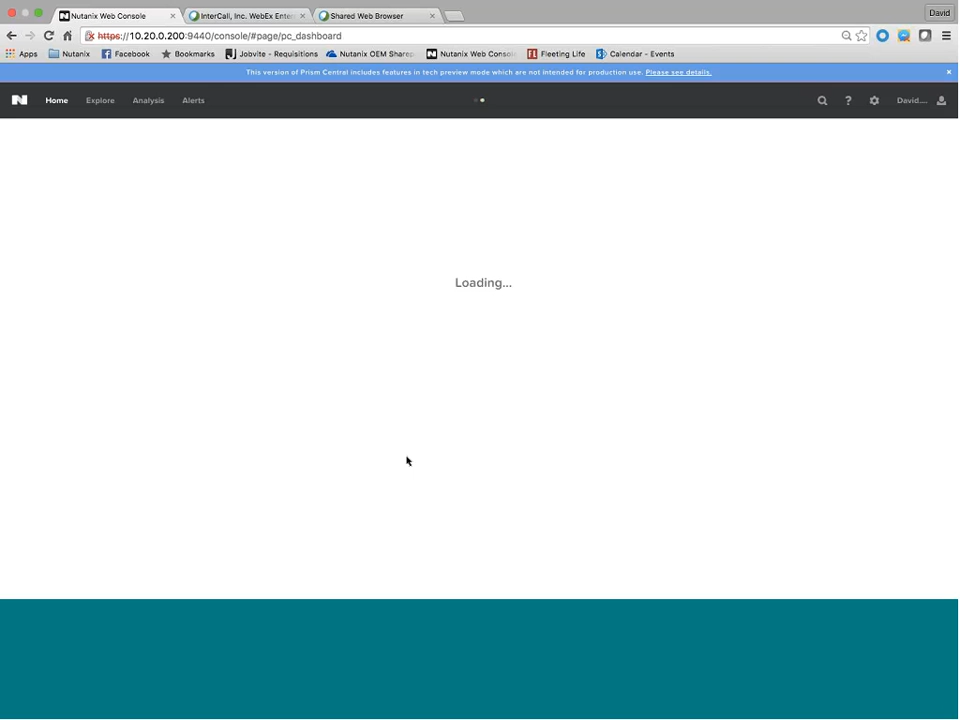 Nutanix Web Console
InterCall, Inc. WebEx Enter
Shared Web Browser
David
https://10.20.0.200:9440/console/#page/pc_dashboard
Apps Nutanix Facebook Bookmarks Jobvite - Requisitions Nutanix OEM Sharep Nutanix Web Conso Fleeting Life Calendar - Events
This version of Prism Central includes features in tech preview mode which are not intended for production use. Please see details.
Home Explore Analysis Alerts ? David....
Loading...